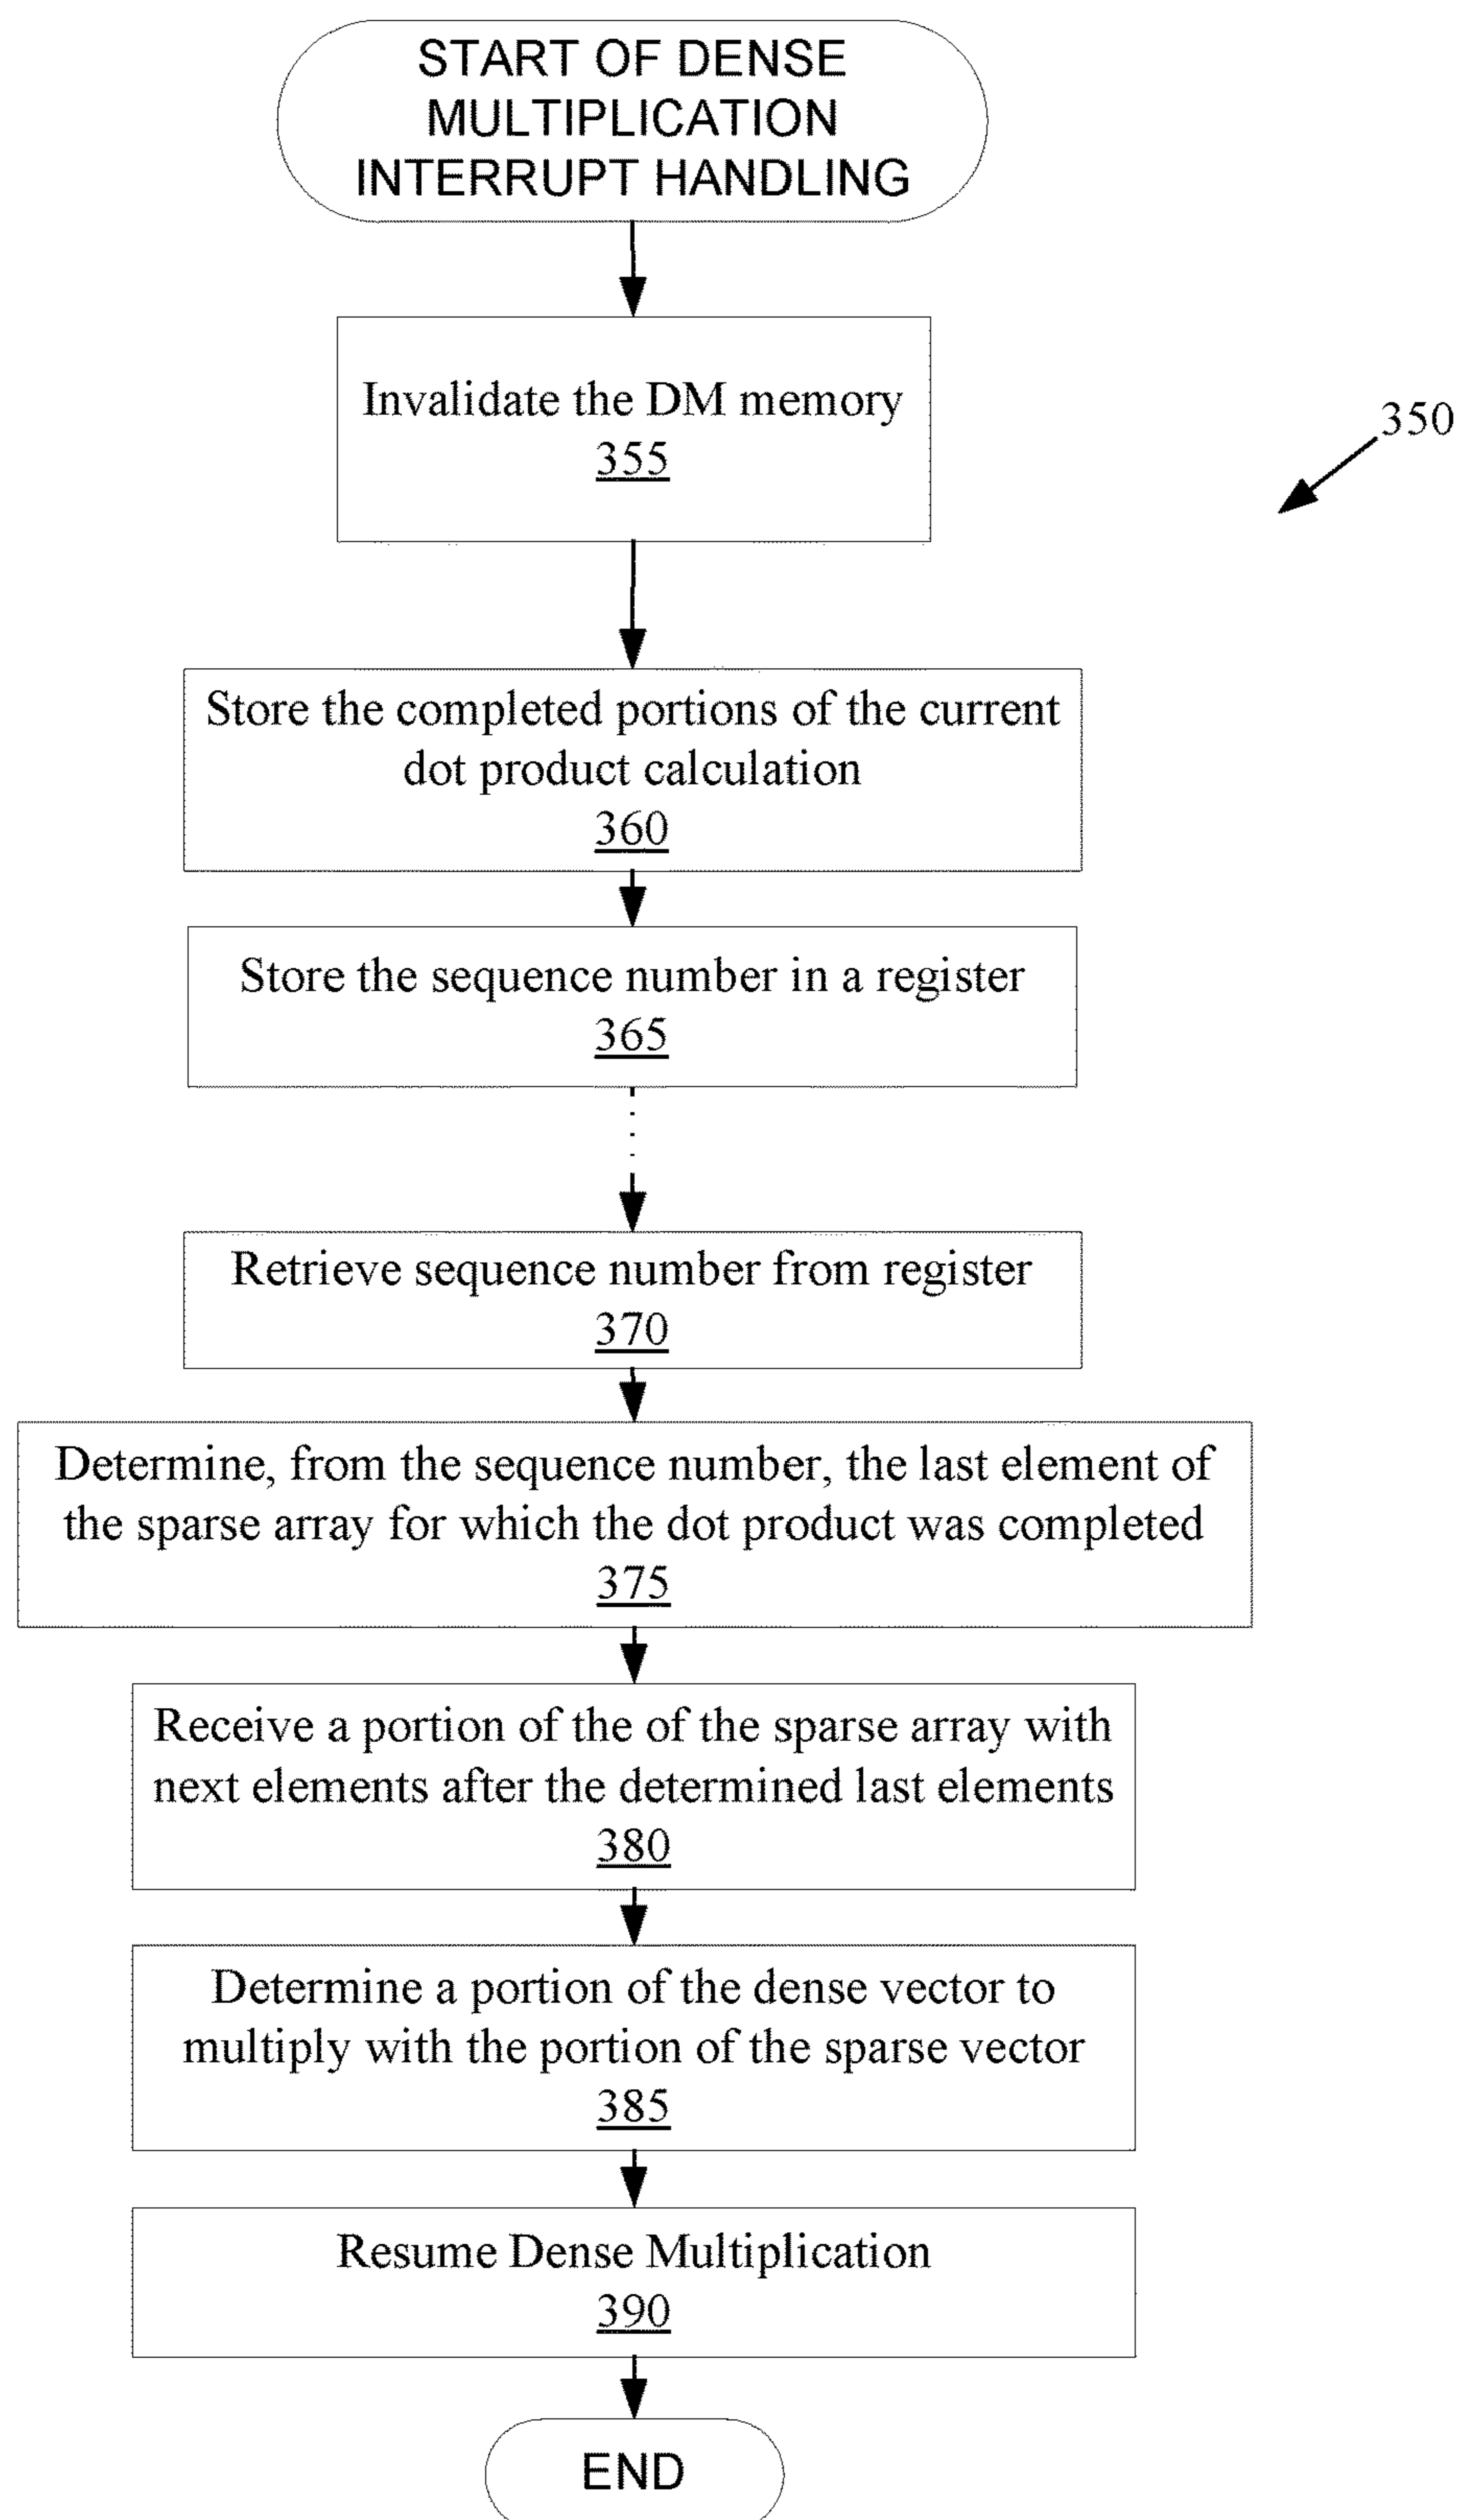 START OF DENSE
MULTIPLICATION
INTERRUPT HANDLING
Invalidate the DM memory
355
350
Store the completed portions of the current
dot product calculation
360
Store the sequence number in a register
365
Retrieve sequence number from register
370
Determine, from the sequence number, the last element of
the sparse array for which the dot product was completed
375
Receive a portion of the of the sparse array with
next elements after the determined last elements
380
Determine a portion of the dense vector to
multiply with the portion of the sparse vector
385
Resume Dense Multiplication
390
END